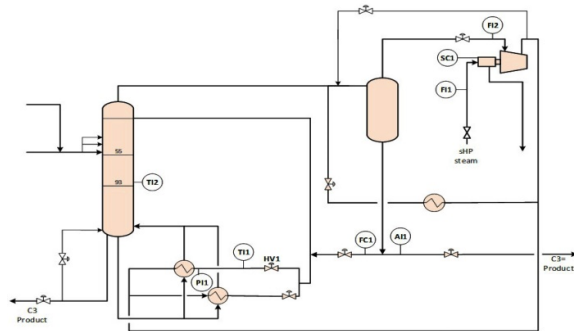 FI2
SC1
FI1
sHP
steam
55
93
TI2
TI1
HV1
PI1
FC1
AI1
C3
Product
C3=
Product